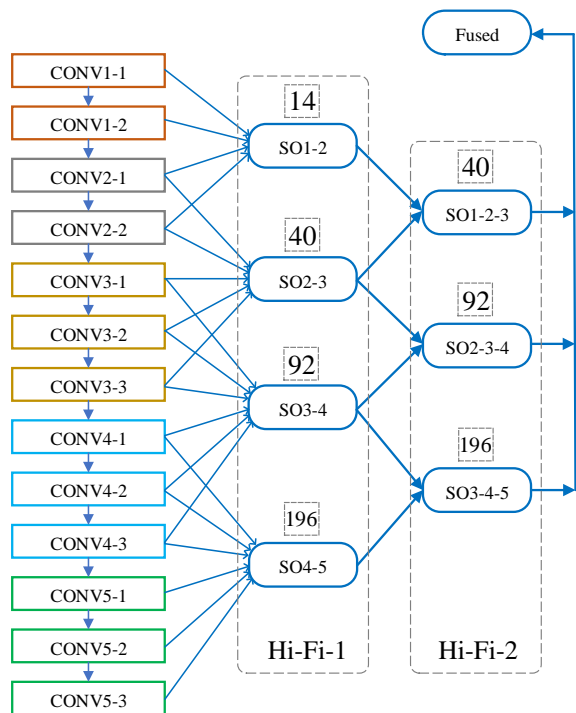 Fused
CONV1-1
CONV1-2
CONV2-1
CONV2-2
CONV3-1
CONV3-2
CONV3-3
CONV4-1
CONV4-2
CONV4-3
CONV5-1
CONV5-2
CONV5-3
14
SO1-2
40
SO2-3
92
SO3-4
196
SO4-5
Hi-Fi-1
40
SO1-2-3
92
SO2-3-4
196
SO3-4-5
Hi-Fi-2